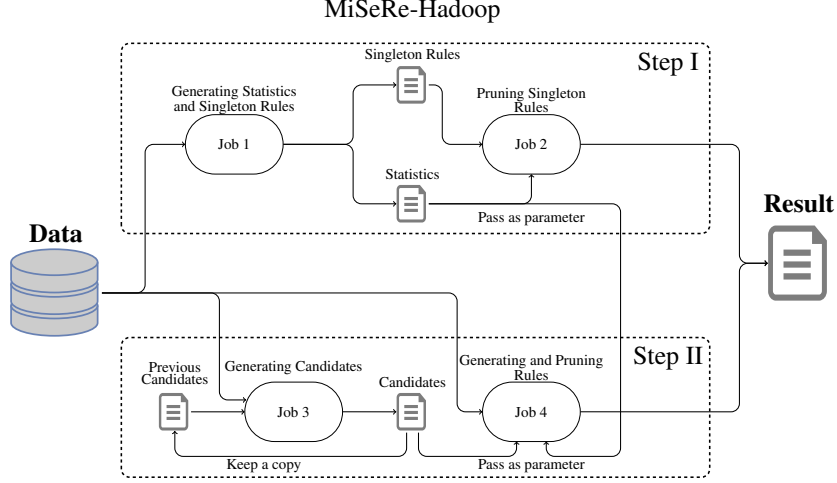 MiSeRe-Hadoop
Step I
Singleton Rules
Generating Statistics
and Singleton Rules
Pruning Singleton
Rules
Job 1
Job 2
Statistics
Pass as parameter
Data
Result
Step II
Previous
Candidates
Generating Candidates
Candidates
Generating and Pruning
Rules
Job 3
Job 4
Keep a copy
Pass as parameter